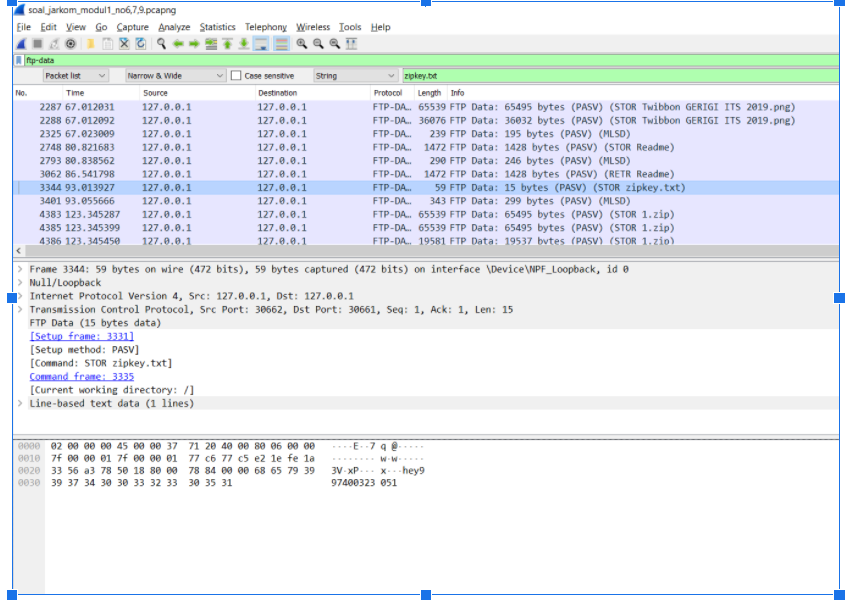 soal_jarkom_modul1_no6,7,9.pcapng
File Edit View Go Capture Analyze Statistics Telephony Wireless Tools Help
ftp-data
Packet list Narrow & Wide Case sensitive String zipkey.txt
No. Time Source Destination Protocol Length Info
2287 67.012031 127.0.0.1 127.0.0.1 FTP-DA… 65539 FTP Data: 65495 bytes (PASV) (STOR Twibbon GERIGI ITS 2019.png)
2288 67.012092 127.0.0.1 127.0.0.1 FTP-DA… 36076 FTP Data: 36032 bytes (PASV) (STOR Twibbon GERIGI ITS 2019.png)
2325 67.023009 127.0.0.1 127.0.0.1 FTP-DA… 239 FTP Data: 195 bytes (PASV) (MLSD)
2748 80.821683 127.0.0.1 127.0.0.1 FTP-DA… 1472 FTP Data: 1428 bytes (PASV) (STOR Readme)
2793 80.838562 127.0.0.1 127.0.0.1 FTP-DA… 290 FTP Data: 246 bytes (PASV) (MLSD)
3062 86.541798 127.0.0.1 127.0.0.1 FTP-DA… 1472 FTP Data: 1428 bytes (PASV) (RETR Readme)
3344 93.013927 127.0.0.1 127.0.0.1 FTP-DA… 59 FTP Data: 15 bytes (PASV) (STOR zipkey.txt)
3401 93.055666 127.0.0.1 127.0.0.1 FTP-DA… 343 FTP Data: 299 bytes (PASV) (MLSD)
4383 123.345287 127.0.0.1 127.0.0.1 FTP-DA… 65539 FTP Data: 65495 bytes (PASV) (STOR 1.zip)
4385 123.345399 127.0.0.1 127.0.0.1 FTP-DA… 65539 FTP Data: 65495 bytes (PASV) (STOR 1.zip)
4386 123.345450 127.0.0.1 127.0.0.1 FTP-DA… 19581 FTP Data: 19537 bytes (PASV) (STOR 1.zip)
Frame 3344: 59 bytes on wire (472 bits), 59 bytes captured (472 bits) on interface \Device\NPF_Loopback, id 0
Null/Loopback
Internet Protocol Version 4, Src: 127.0.0.1, Dst: 127.0.0.1
Transmission Control Protocol, Src Port: 30662, Dst Port: 30661, Seq: 1, Ack: 1, Len: 15
FTP Data (15 bytes data)
[Setup frame: 3331]
[Setup method: PASV]
[Command: STOR zipkey.txt]
Command frame: 3335
[Current working directory: /]
Line-based text data (1 lines)
0000 02 00 00 00 45 00 00 37 71 20 40 00 80 06 00 00 ····E··7 q @·····
0010 7f 00 00 01 7f 00 00 01 77 c6 77 c5 e2 1e fe 1a ········ w·w·····
0020 33 56 a3 78 50 18 80 00 78 84 00 00 68 65 79 39 3V·xP··· x···hey9
0030 39 37 34 30 30 33 32 33 30 35 31 97400323 051